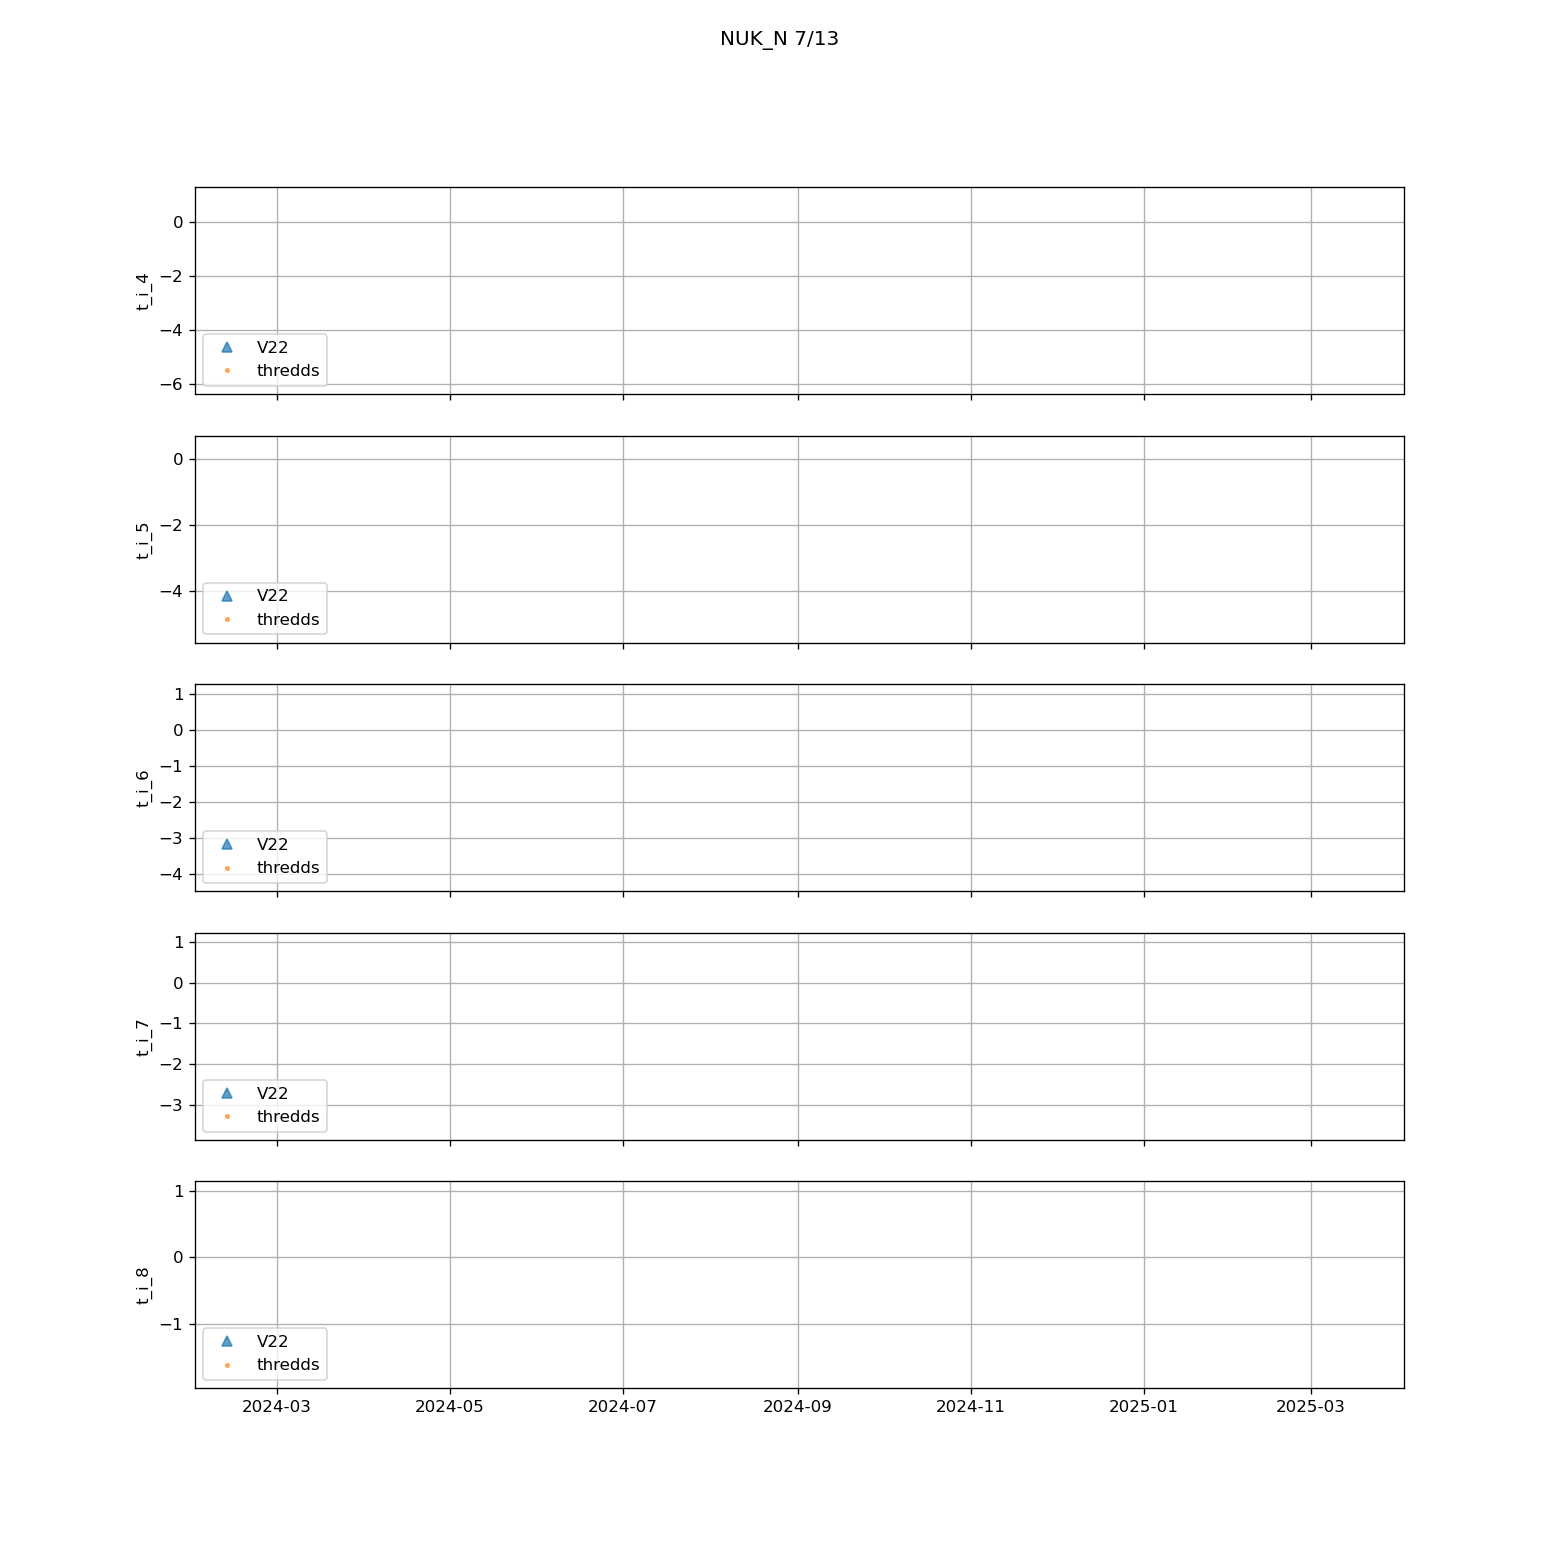 NUK_N 7/13
t_i_4
0
−2
−4
−6
V22
thredds
t_i_5
0
−2
−4
V22
thredds
t_i_6
1
0
−1
−2
−3
−4
V22
thredds
t_i_7
1
0
−1
−2
−3
V22
thredds
t_i_8
1
0
−1
V22
thredds
2024-03 2024-05 2024-07 2024-09 2024-11 2025-01 2025-03